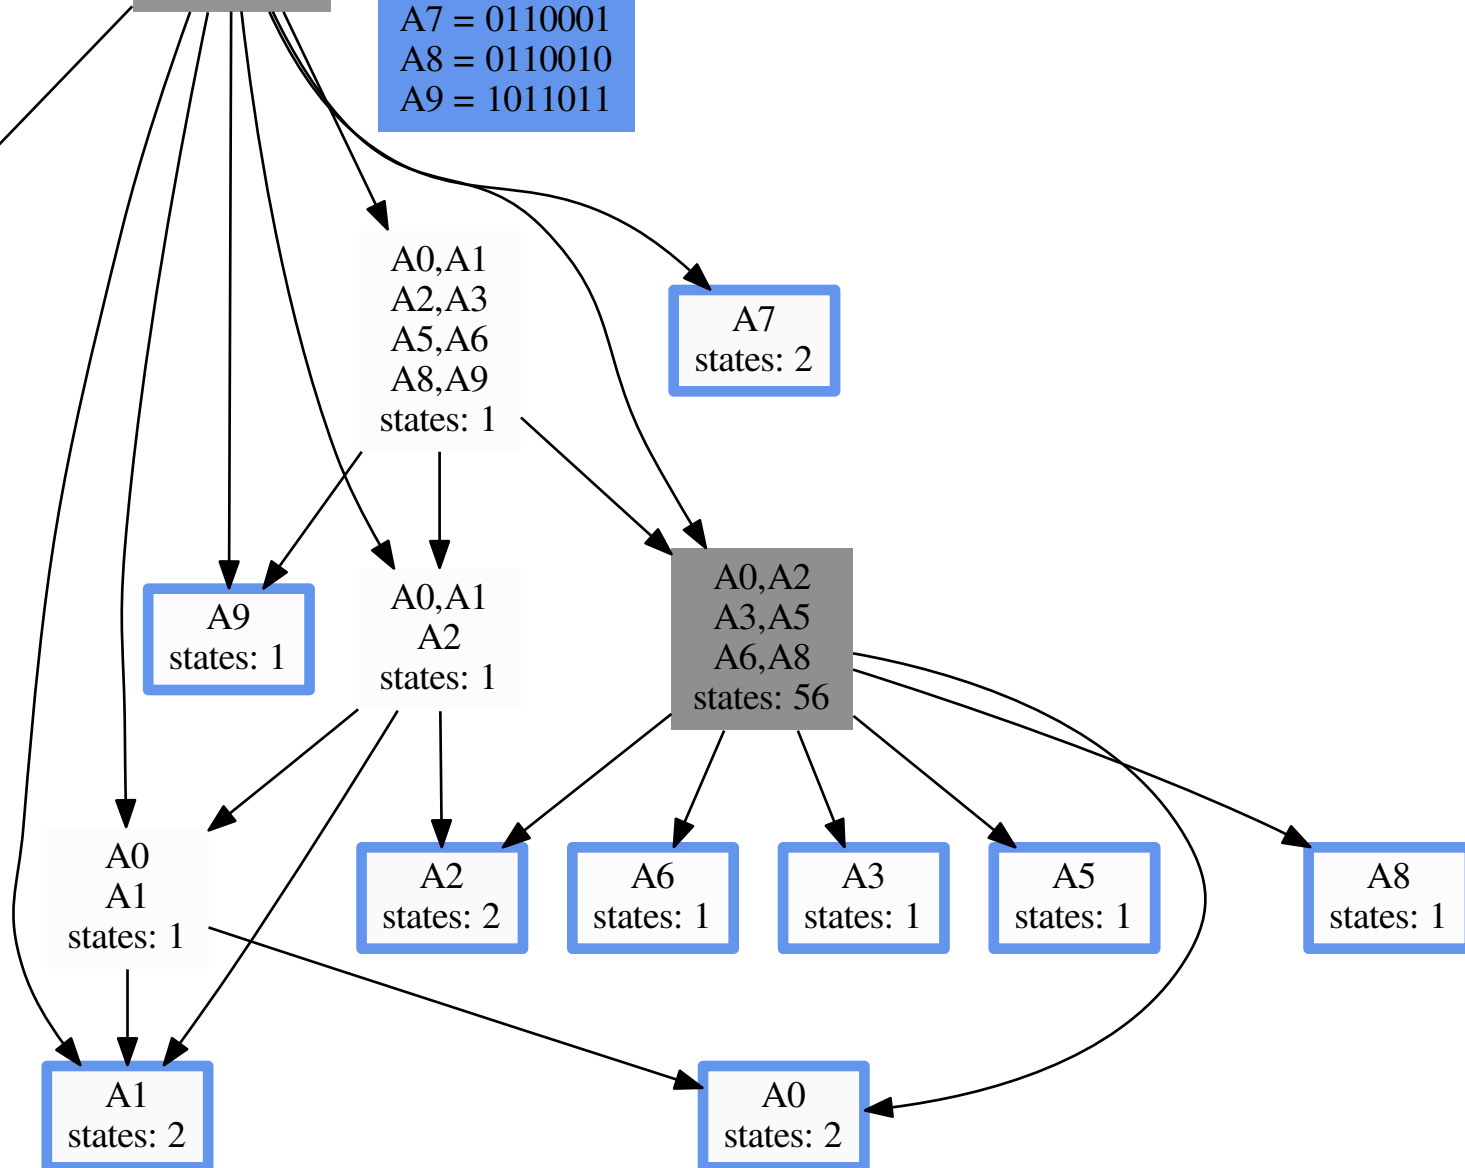 A7 = 0110001
A8 = 0110010
A9 = 1011011
A0,A1
A2,A3
A5,A6
A8,A9
states: 1
A7
states: 2
A9
states: 1
A0,A1
A2
states: 1
A0,A2
A3,A5
A6,A8
states: 56
A0
A1
states: 1
A2
states: 2
A6
states: 1
A3
states: 1
A5
states: 1
A8
states: 1
A1
states: 2
A0
states: 2